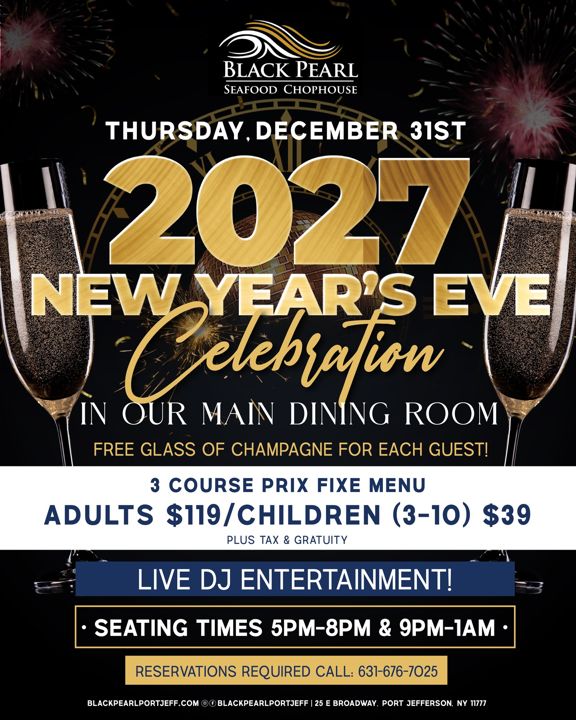 BLACK PEARL
SEAFOOD CHOPHOUSE
THURSDAY, DECEMBER 31ST
2027
NEW YEAR'S EVE
Celebration
IN OUR MAIN DINING ROOM
FREE GLASS OF CHAMPAGNE FOR EACH GUEST!
3 COURSE PRIX FIXE MENU
ADULTS $119/CHILDREN (3-10) $39
PLUS TAX & GRATUITY
LIVE DJ ENTERTAINMENT!
• SEATING TIMES 5PM-8PM & 9PM-1AM •
RESERVATIONS REQUIRED CALL: 631-676-7025
BLACKPEARLPORTJEFF.COM BLACKPEARLPORTJEFF | 25 E BROADWAY, PORT JEFFERSON, NY 11777